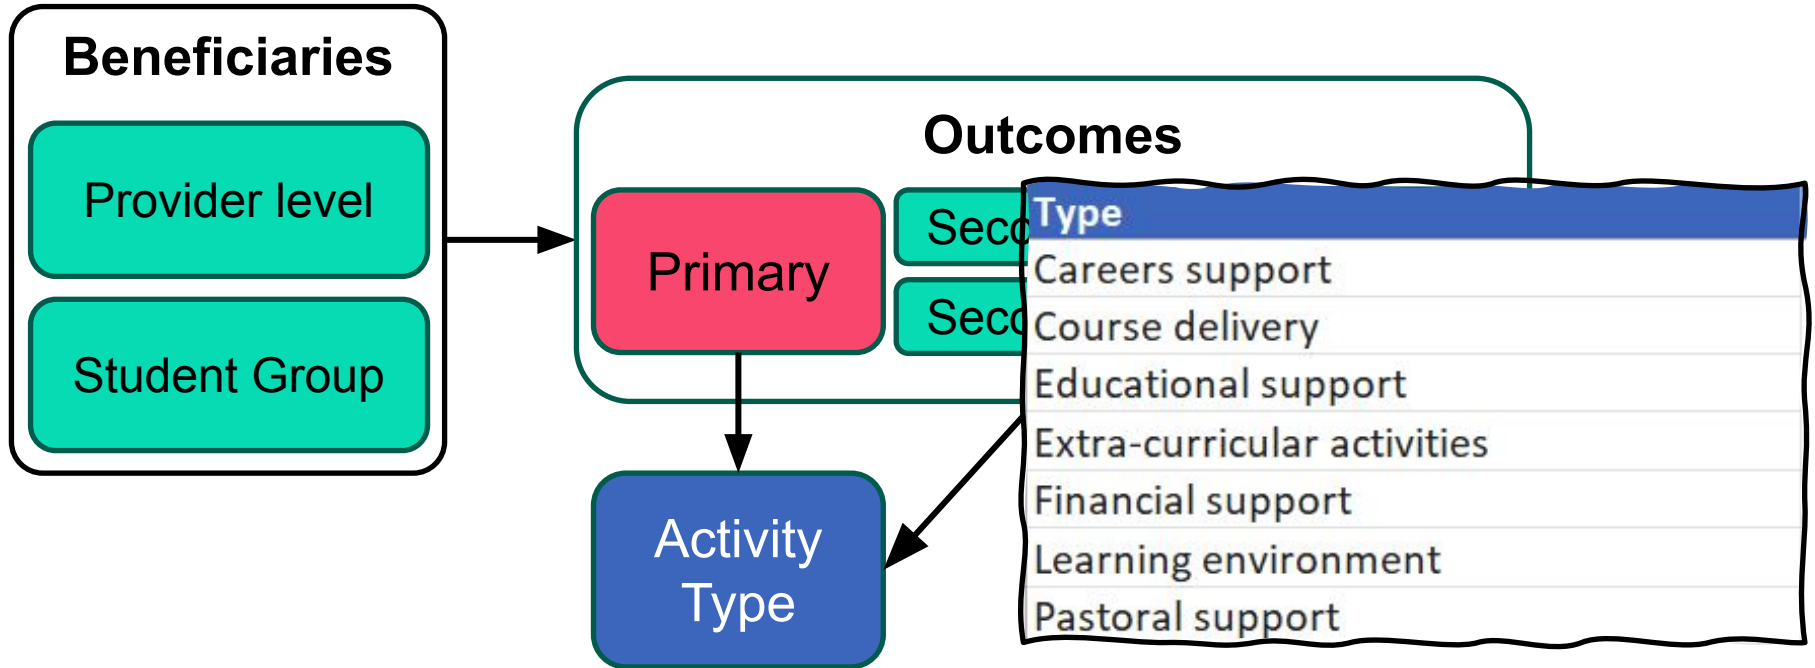 Beneficiaries
Provider level
Student Group
Outcomes
Primary
Activity
Type
Type
Careers support
Course delivery
Educational support
Extra-curricular activities
Financial support
Learning environment
Pastoral support